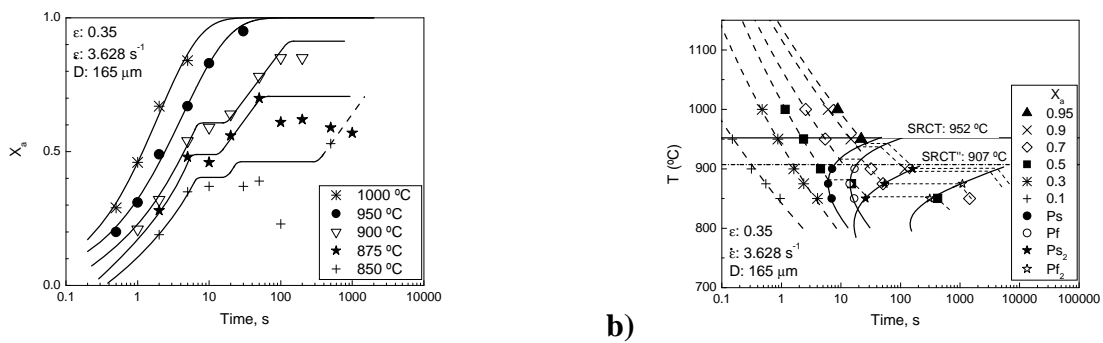 1.0
0.5
0.0
Xa
ε: 0.35
ε: 3.628 s-1
D: 165 μm
1000 ºC
950 ºC
900 ºC
875 ºC
850 ºC
0.1 1 10 100 1000 10000
Time, s
b)
1100
1000
900
800
700
T (ºC)
SRCT: 952 ºC
SRCT": 907 ºC
ε: 0.35
ε̇: 3.628 s-1
D: 165 μm
Xa
0.95
0.9
0.7
0.5
0.3
0.1
Ps
Pf
Ps2
Pf2
0.1 1 10 100 1000 10000 100000
Time, s